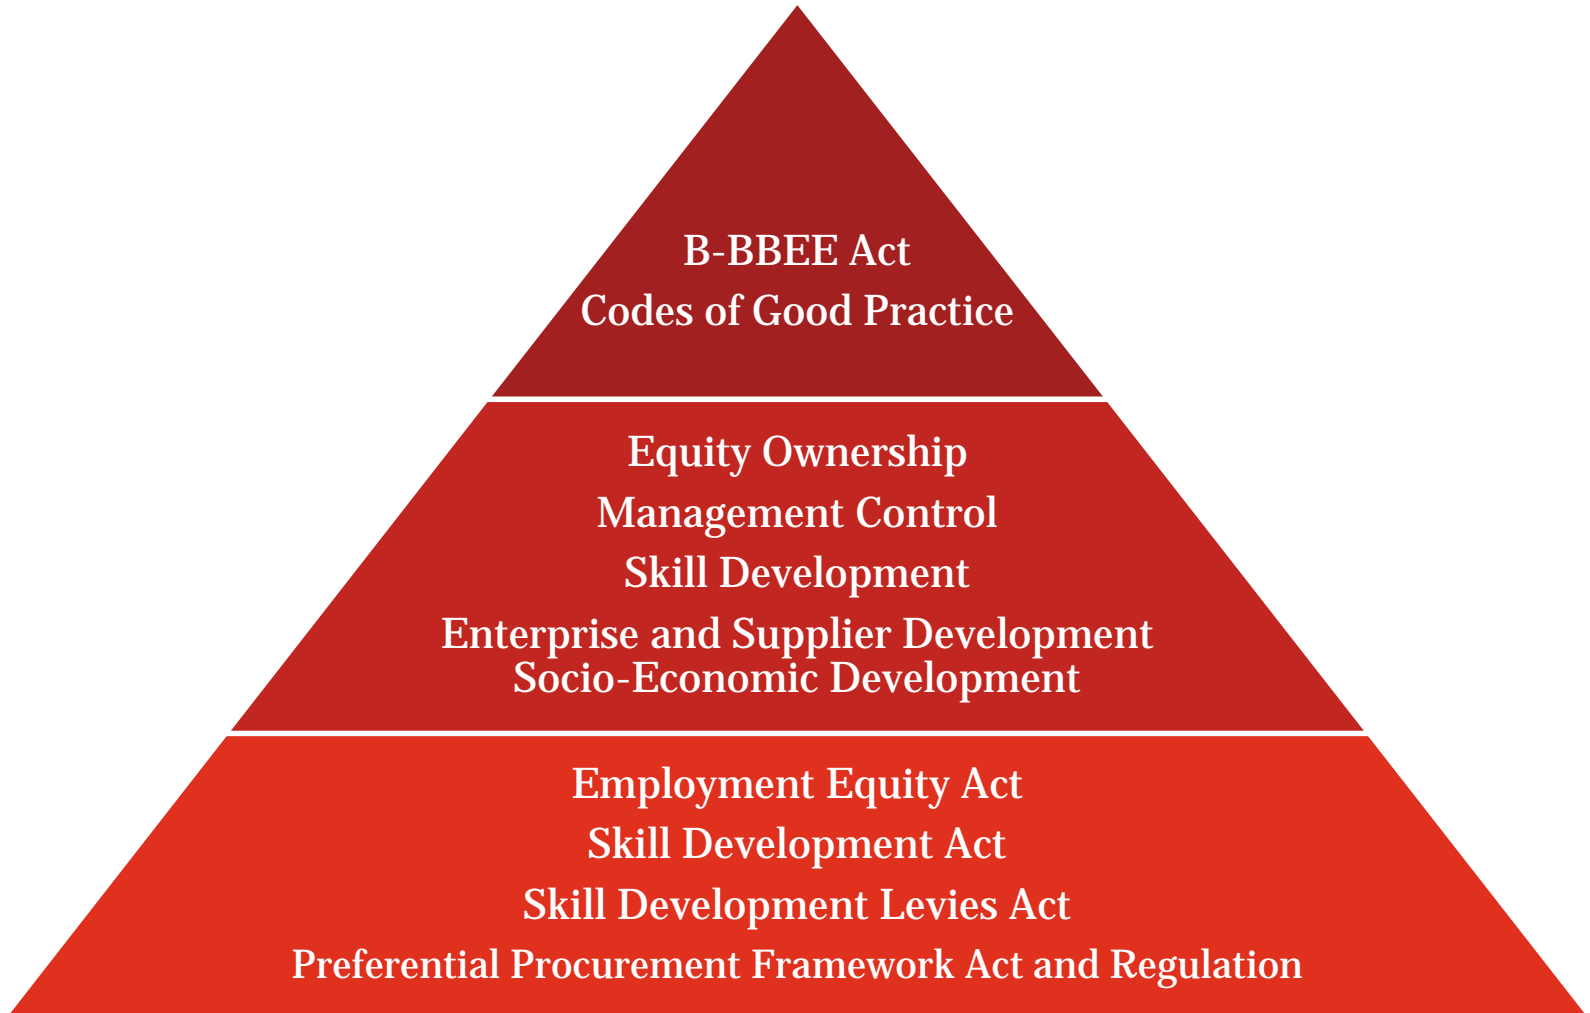 B-BBEE Act
Codes of Good Practice
Equity Ownership
Management Control
Skill Development
Enterprise and Supplier Development
Socio-Economic Development
Employment Equity Act
Skill Development Act
Skill Development Levies Act
Preferential Procurement Framework Act and Regulation